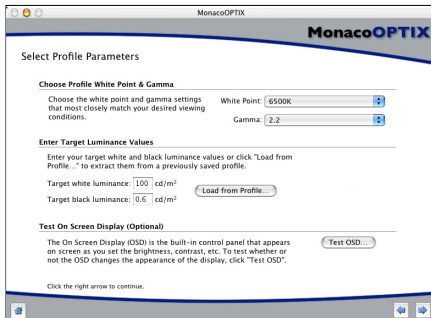 MonacoOPTIX
MonacoOPTIX
Select Profile Parameters
Choose Profile White Point & Gamma
Choose the white point and gamma settings
that most closely match your desired viewing
conditions.
White Point: 6500K
Gamma: 2.2
Enter Target Luminance Values
Enter your target white and black luminance values or click "Load from
Profile..." to extract them from a previously saved profile.
Target white luminance: 100 cd/m²
Target black luminance: 0.6 cd/m²
Load from Profile...
Test On Screen Display (Optional)
The On Screen Display (OSD) is the built-in control panel that appears
on screen as you set the brightness, contrast, etc. To test whether or
not the OSD changes the appearance of the display, click "Test OSD".
Test OSD...
Click the right arrow to continue.